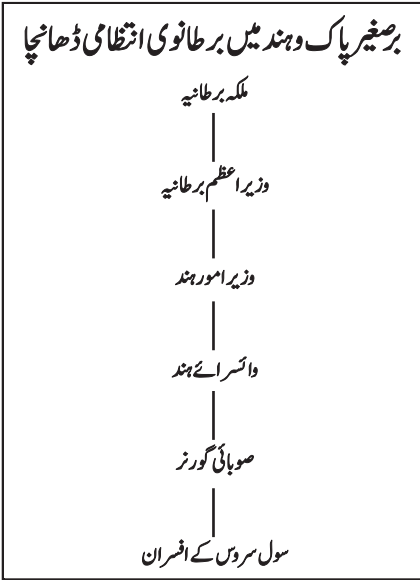 برصغیر پاک و ہند میں برطانوی انتظامی ڈھانچا
ملکہ برطانیہ
وزیر اعظم برطانیہ
وزیر امور ہند
وائسرائے ہند
صوبائی گورنر
سول سروس کے افسران